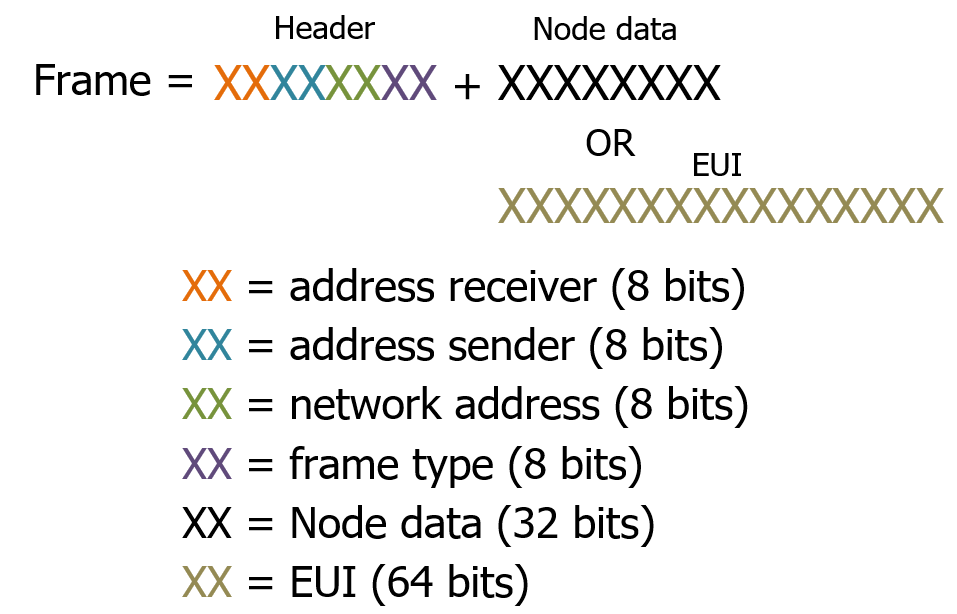 Header Node data
Frame = XXXXXXXX + XXXXXXXX
OR
EUI
XXXXXXXXXXXXXXXX
XX = address receiver (8 bits)
XX = address sender (8 bits)
XX = network address (8 bits)
XX = frame type (8 bits)
XX = Node data (32 bits)
XX = EUI (64 bits)